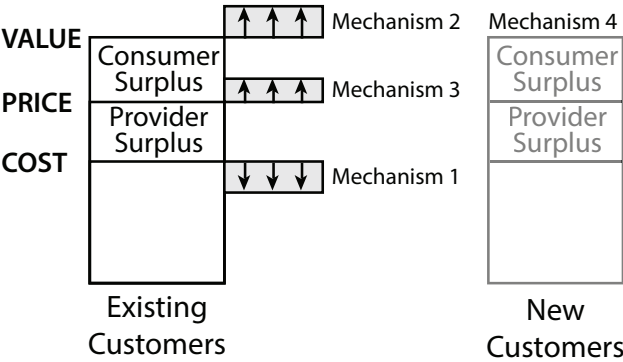 VALUE
PRICE
COST
Consumer
Surplus
Provider
Surplus
Mechanism 2
Mechanism 3
Mechanism 1
Existing
Customers
Mechanism 4
Consumer
Surplus
Provider
Surplus
New
Customers